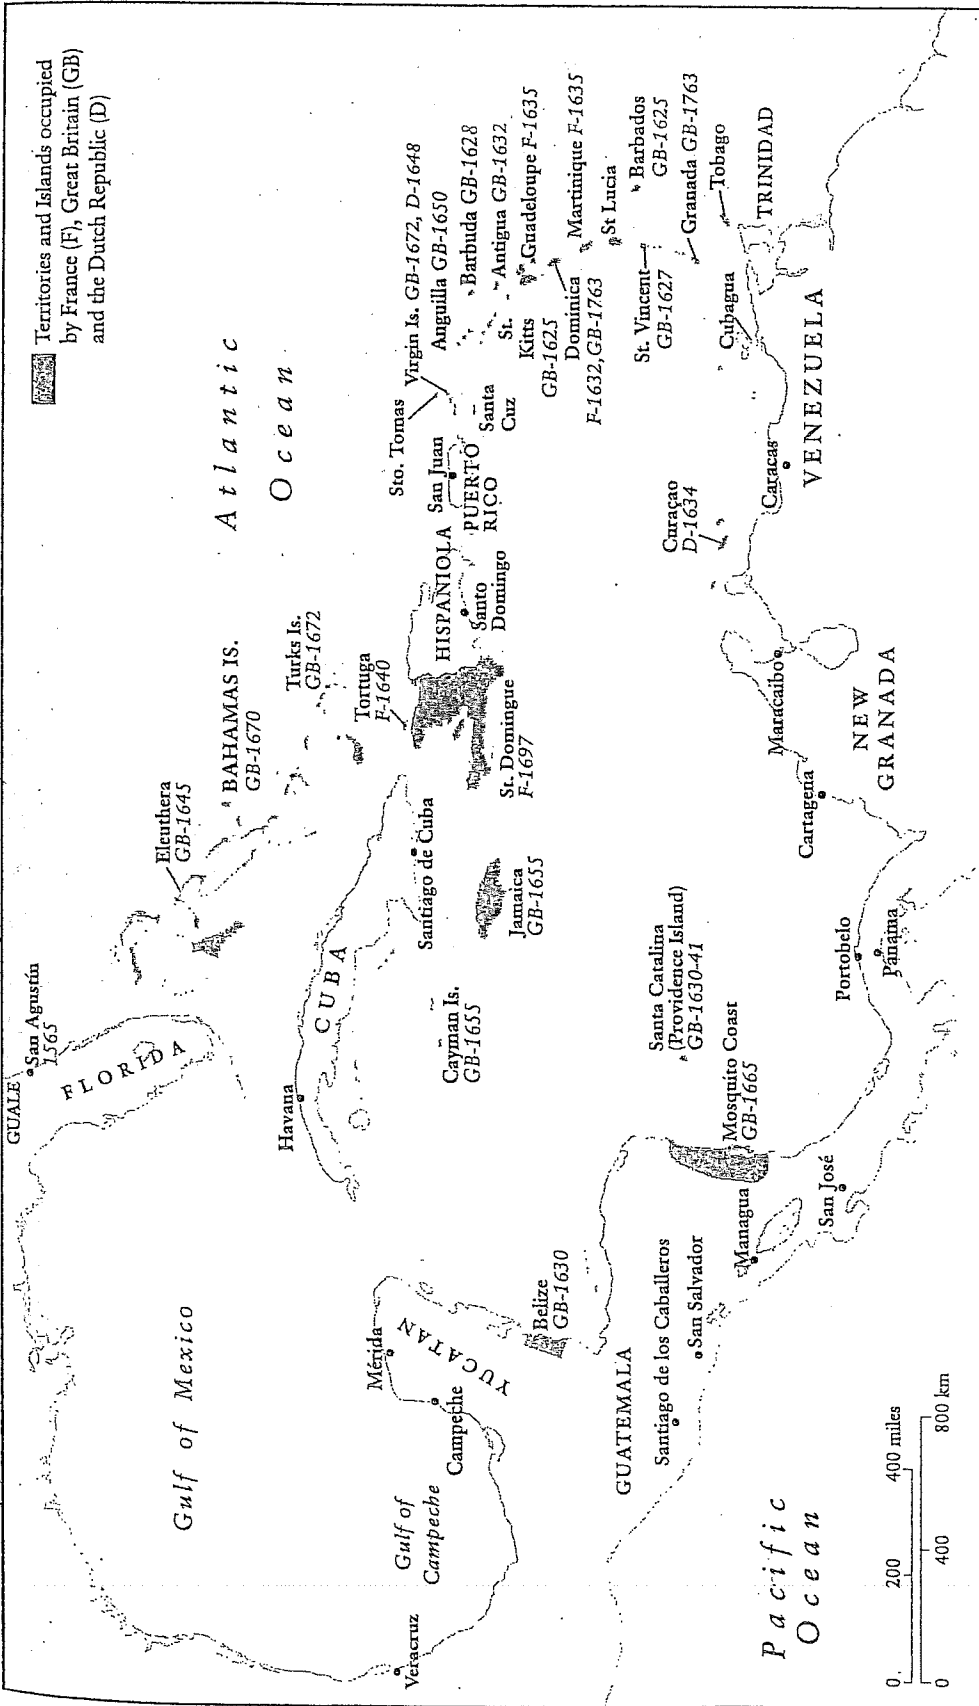 Territories and Islands occupied
by France (F), Great Britain (GB)
and the Dutch Republic (D)
GUALE
San Agustín
1565
FLORIDA
Gulf of Mexico
Atlantic
Ocean
Eleuthera
GB-1645
BAHAMAS IS.
GB-1670
Turks Is.
GB-1672
Tortuga
F-1640
Havana
CUBA
Santiago de Cuba
Cayman Is.
GB-1655
Jamaica
GB-1655
HISPANIOLA
Santo
Domingo
St. Domingue
F-1697
San Juan
PUERTO
RICO
Sto. Tomas
Virgin Is. GB-1672, D-1648
Anguilla GB-1650
Barbuda GB-1628
Santa
Cuz
St.
Kitts
GB-1625
Antigua GB-1632
Guadeloupe F-1635
Dominica
F-1632, GB-1763
Martinique F-1635
St Lucia
St. Vincent
GB-1627
Barbados
GB-1625
Granada GB-1763
Tobago
TRINIDAD
Cubagua
Curaçao
D-1634
Caracas
VENEZUELA
Maracaibo
NEW
GRANADA
Cartagena
Portobelo
Panama
Santa Catalina
(Providence Island)
GB-1630-41
Mosquito Coast
GB-1665
Managua
San José
Mérida
YUCATAN
Campeche
Gulf of
Campeche
Veracruz
Belize
GB-1630
GUATEMALA
Santiago de los Caballeros
San Salvador
Pacific
Ocean
0 200 400 miles
0 400 800 km